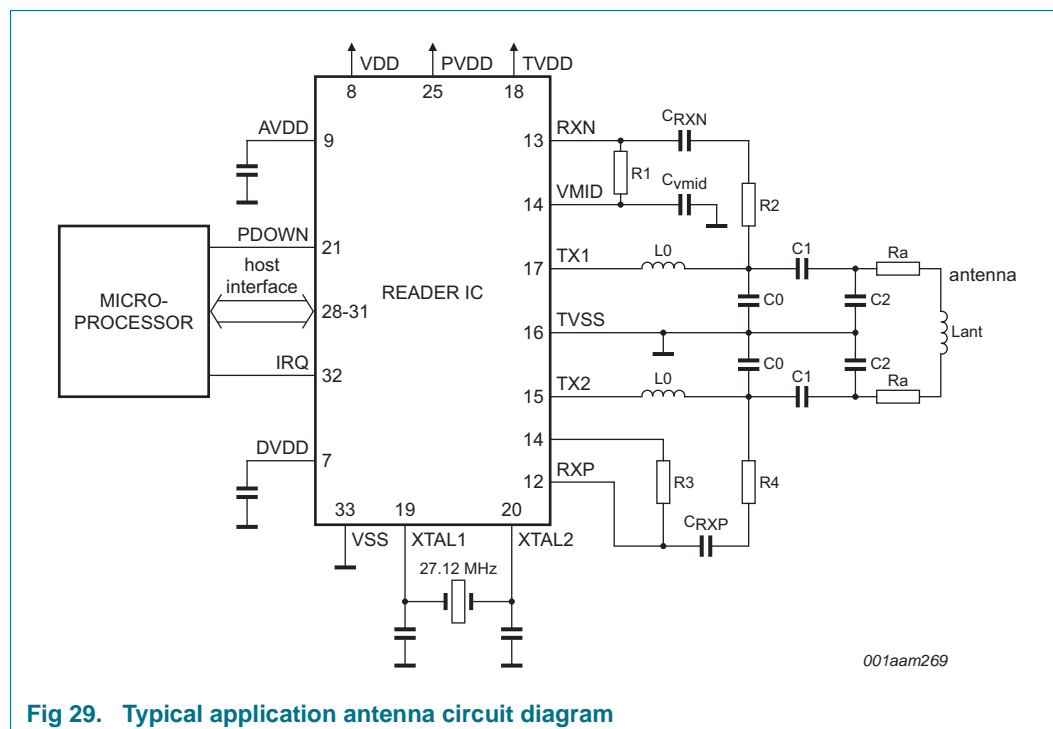 VDD PVDD TVDD
8 25 18
AVDD 9
13 RXN CRXN
R1
VMID Cvmid
14
R2
PDOWN 21
TX1 L0 C1 Ra
17
antenna
host
interface
READER IC
MICRO-
PROCESSOR
28-31
C0 C2
TVSS
16
Lant
IRQ 32
C0 C2
TX2 L0 C1 Ra
15
14
DVDD 7
RXP
12
R3 R4
33 19 20
CRXP
VSS XTAL1 XTAL2
27.12 MHz
001aam269
Fig 29. Typical application antenna circuit diagram